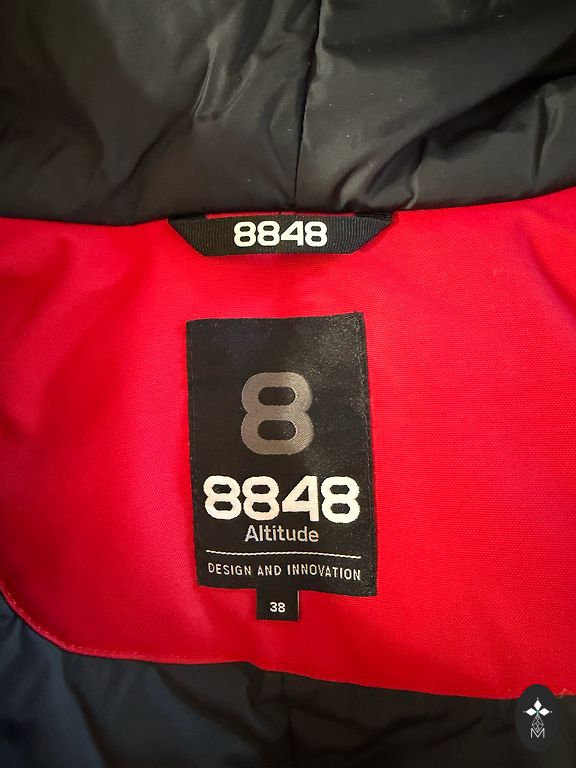 8848
8
8848
Altitude
DESIGN AND INNOVATION
38
M